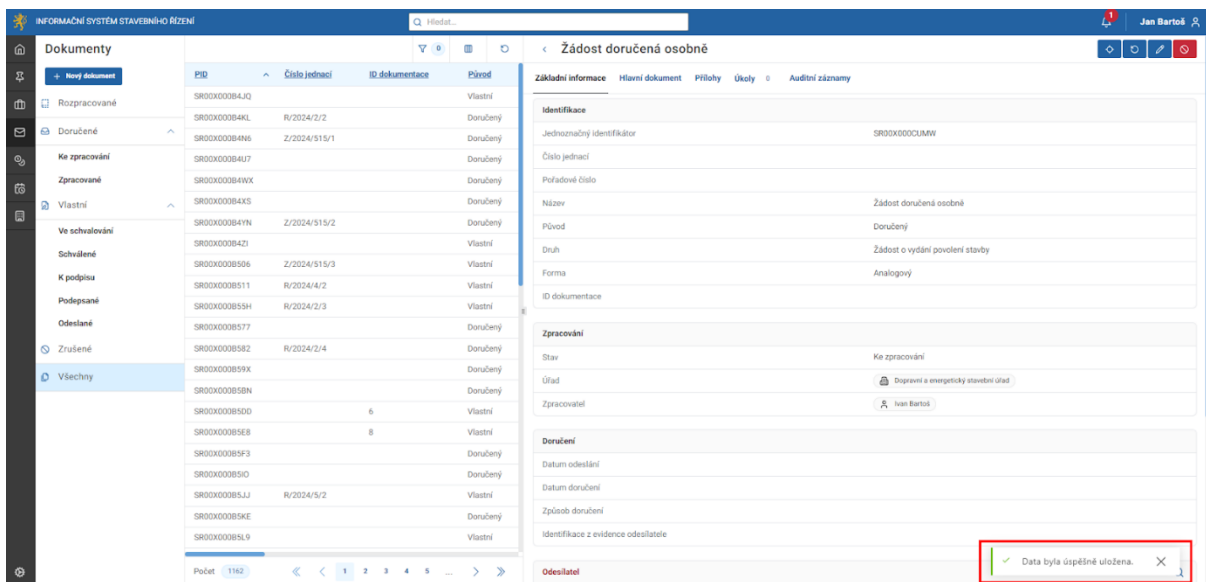 INFORMAČNÍ SYSTÉM STAVEBNÍHO ŘÍZENÍ
Hledat...
1
Jan Bartoš
Dokumenty
+ Nový dokument
Rozpracované
Doručené
Ke zpracování
Zpracované
Vlastní
Ve schvalování
Schválené
K podpisu
Podepsané
Odeslané
Zrušené
Všechny
0
PID Číslo jednací ID dokumentace Původ
SR00X000B4JQ Vlastní
SR00X000B4KL R/2024/2/2 Doručený
SR00X000B4N6 Z/2024/515/1 Doručený
SR00X000B4U7 Doručený
SR00X000B4WX Doručený
SR00X000B4XS Doručený
SR00X000B4YN Z/2024/515/2 Doručený
SR00X000B4ZI Vlastní
SR00X000B506 Z/2024/515/3 Vlastní
SR00X000B511 R/2024/4/2 Vlastní
SR00X000B55H R/2024/2/3 Vlastní
SR00X000B577 Doručený
SR00X000B582 R/2024/2/4 Doručený
SR00X000B59X Doručený
SR00X000B5BN Doručený
SR00X000B5DD 6 Vlastní
SR00X000B5E8 8 Vlastní
SR00X000B5F3 Doručený
SR00X000B5IO Doručený
SR00X000B5JJ R/2024/5/2 Vlastní
SR00X000B5KE Doručený
SR00X000B5L9 Vlastní
Počet 1162 1 2 3 4 5 ...
Žádost doručená osobně
Základní informace Hlavní dokument Přílohy Úkoly 0 Auditní záznamy
Identifikace
Jednoznačný identifikátor SR00X000CUMW
Číslo jednací
Pořadové číslo
Název Žádost doručená osobně
Původ Doručený
Druh Žádost o vydání povolení stavby
Forma Analogový
ID dokumentace
Zpracování
Stav Ke zpracování
Úřad Dopravní a energetický stavební úřad
Zpracovatel Ivan Bartoš
Doručení
Datum odeslání
Datum doručení
Způsob doručení
Identifikace z evidence odesílatele
Data byla úspěšně uložena.
Odesílatel